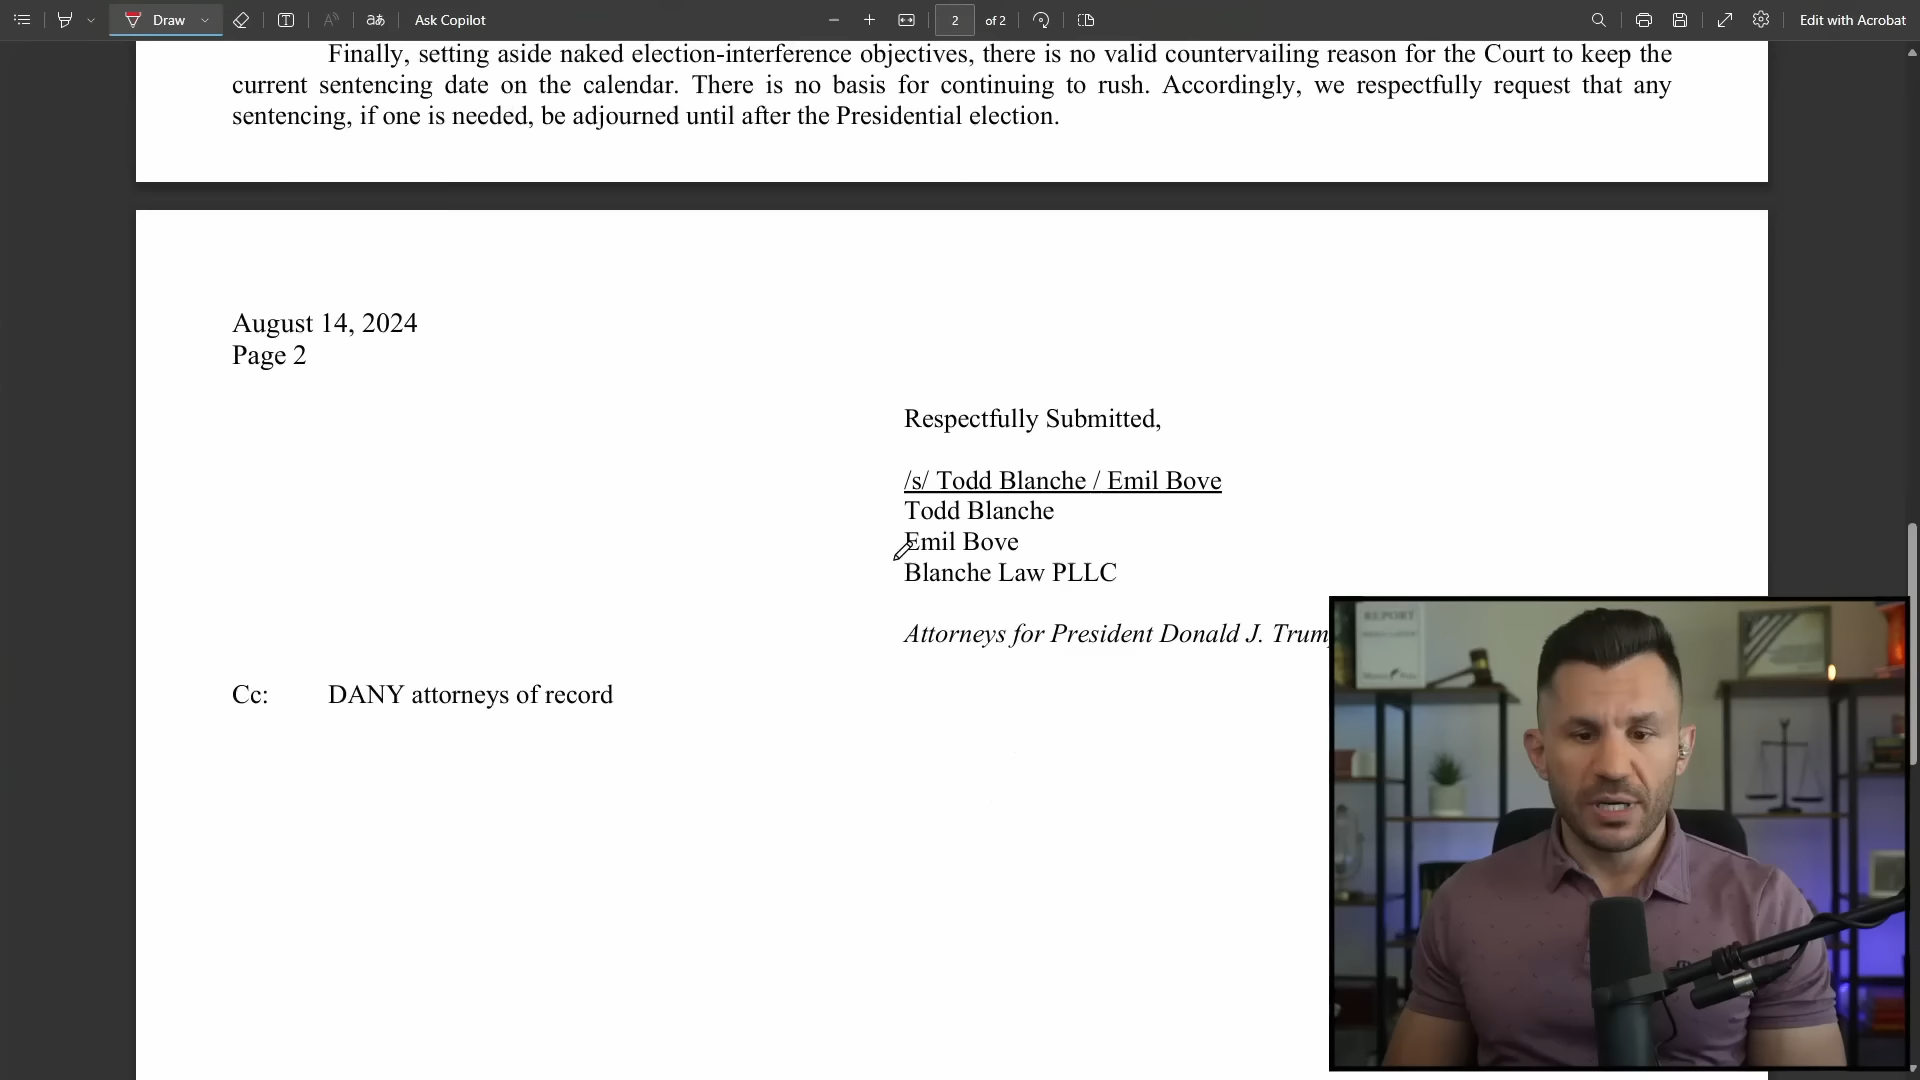 Draw
Ask Copilot
2
of 2
Edit with Acrobat
Finally, setting aside naked election-interference objectives, there is no valid countervailing reason for the Court to keep the
current sentencing date on the calendar. There is no basis for continuing to rush. Accordingly, we respectfully request that any
sentencing, if one is needed, be adjourned until after the Presidential election.
August 14, 2024
Page 2
Respectfully Submitted,
/s/ Todd Blanche / Emil Bove
Todd Blanche
Emil Bove
Blanche Law PLLC
Attorneys for President Donald J. Trum
Cc: DANY attorneys of record
REPORT